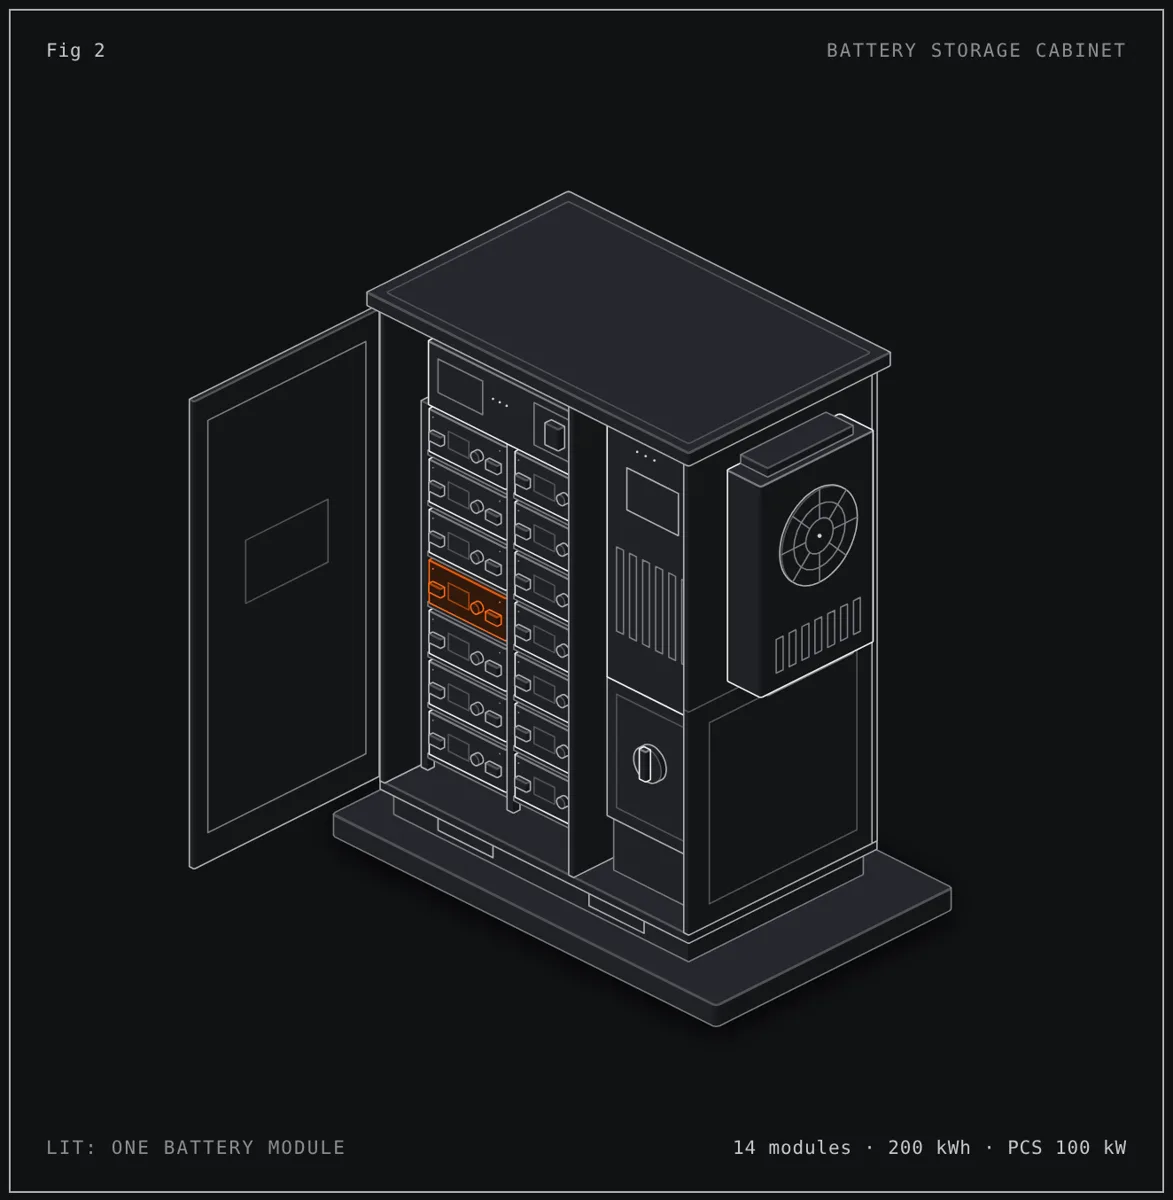 Fig 2
BATTERY STORAGE CABINET
LIT: ONE BATTERY MODULE
14 modules · 200 kWh · PCS 100 kW